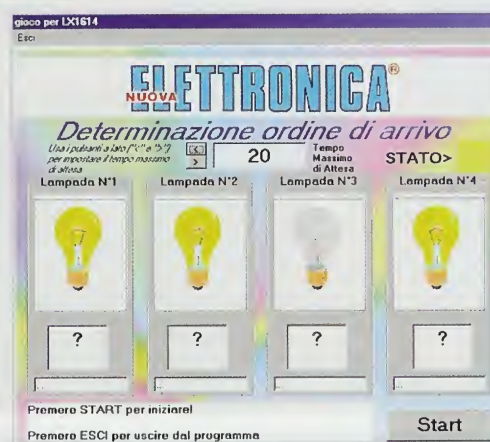 gioco per LX1614
Esci
NUOVA ELETTRONICA®
Determinazione ordine di arrivo
Usa i pulsanti a lato ("<" e ">")
per impostare il tempo massimo
di attesa
<
>
20
Tempo
Massimo
di Attesa
STATO>
Lampada N°1
Lampada N°2
Lampada N°3
Lampada N°4
?
?
?
?
Premere START per iniziare!
Premere ESCI per uscire dal programma
Start